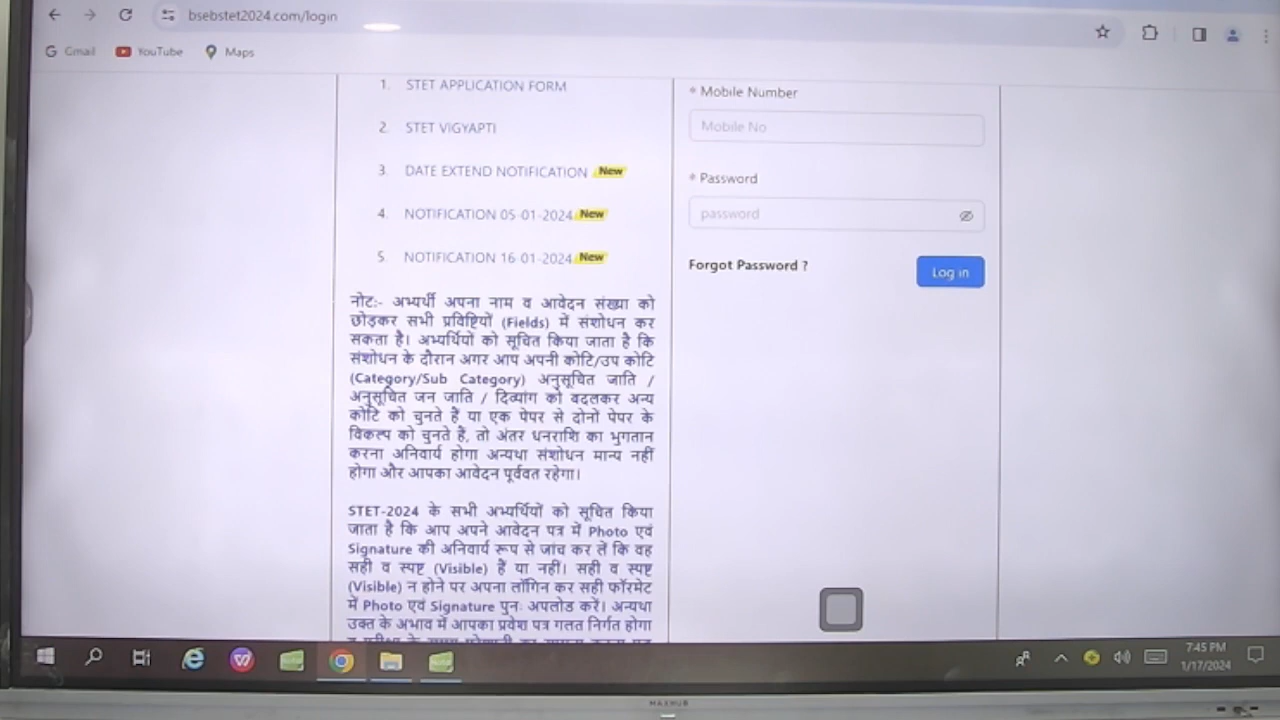 bsebstet2024.com/login
Gmail
YouTube
Maps
1. STET APPLICATION FORM
2. STET VIGYAPTI
3. DATE EXTEND NOTIFICATION New
4. NOTIFICATION 05-01-2024 New
5. NOTIFICATION 16-01-2024 New
नोटः- अभ्यर्थी अपना नाम व आवेदन संख्या को
छोड़कर सभी प्रविष्टियों (Fields) में संशोधन कर
सकता है। अभ्यर्थियों को सूचित किया जाता है कि
संशोधन के दौरान अगर आप अपनी कोटि/उप कोटि
(Category/Sub Category) अनुसूचित जाति /
अनुसूचित जन जाति / दिव्यांग को बदलकर अन्य
कोटि को चुनते हैं या एक पेपर से दोनों पेपर के
विकल्प को चुनते है, तो अंतर धनराशि का भुगतान
करना अनिवार्य होगा अन्यथा संशोधन मान्य नहीं
होगा और आपका आवेदन पूर्ववत रहेगा।
STET-2024 के सभी अभ्यर्थियों को सूचित किया
जाता है कि आप अपने आवेदन पत्र में Photo एवं
Signature की अनिवार्य रूप से जांच कर लें कि वह
सही व स्पष्ट (Visible) हैं या नहीं। सही व स्पष्ट
(Visible) न होने पर अपना लॉगिन कर सही फॉरमेट
में Photo एवं Signature पुनः अपलोड करें। अन्यथा
उक्त के अभाव में आपका प्रवेश पत्र गलत निर्गत होगा
* Mobile Number
Mobile No
* Password
password
Forgot Password ?
Log in
7:45 PM
1/17/2024
MAXHUB